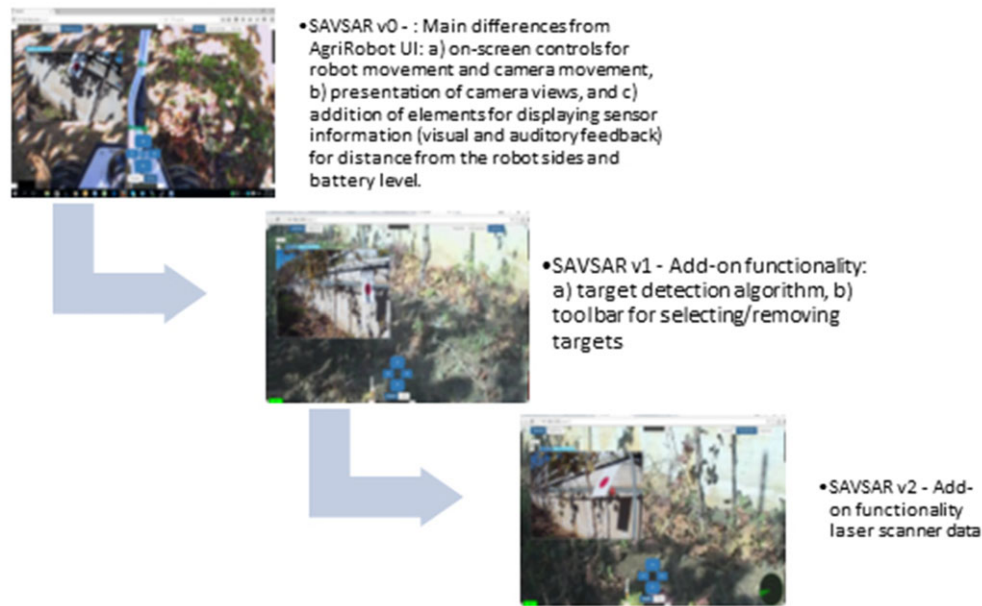 •SAVSAR v0 - : Main differences from
AgriRobot UI: a) on-screen controls for
robot movement and camera movement,
b) presentation of camera views, and c)
addition of elements for displaying sensor
information (visual and auditory feedback)
for distance from the robot sides and
battery level.
•SAVSAR v1 - Add-on functionality:
a) target detection algorithm, b)
toolbar for selecting/removing
targets
•SAVSAR v2 - Add-
on functionality
laser scanner data